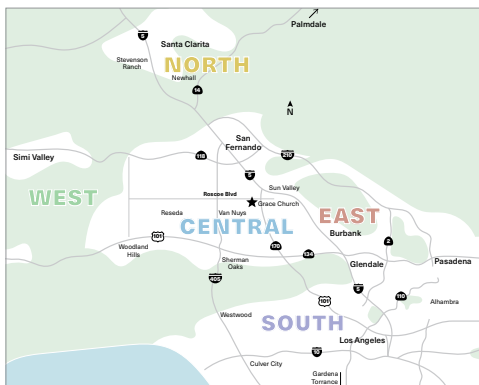 Palmdale
5
Santa Clarita
Stevenson
Ranch
NORTH
Newhall
14
N
San
Fernando
118
210
Simi Valley
5
Sun Valley
WEST
Roscoe Blvd
Grace Church
Reseda
Van Nuys
EAST
CENTRAL
Burbank
101
2
Woodland
Hills
170
134
Sherman
Oaks
Glendale
Pasadena
405
5
110
101
Alhambra
Westwood
SOUTH
Los Angeles
10
Culver City
Gardena
Torrance